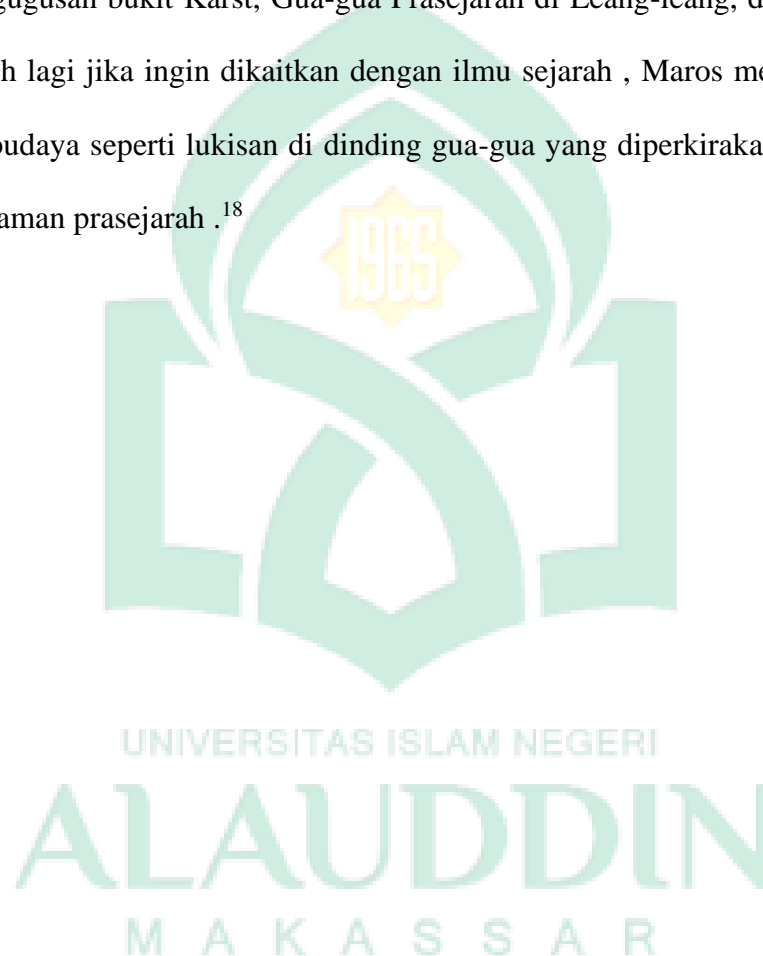 gugusan bukit Karst, Gua-gua Prasejarah di Leang-leang, d
h lagi jika ingin dikaitkan dengan ilmu sejarah , Maros me
budaya seperti lukisan di dinding gua-gua yang diperkiraka
aman prasejarah .18
1965
UNIVERSITAS ISLAM NEGERI
ALAUDDIN
MAKASSAR